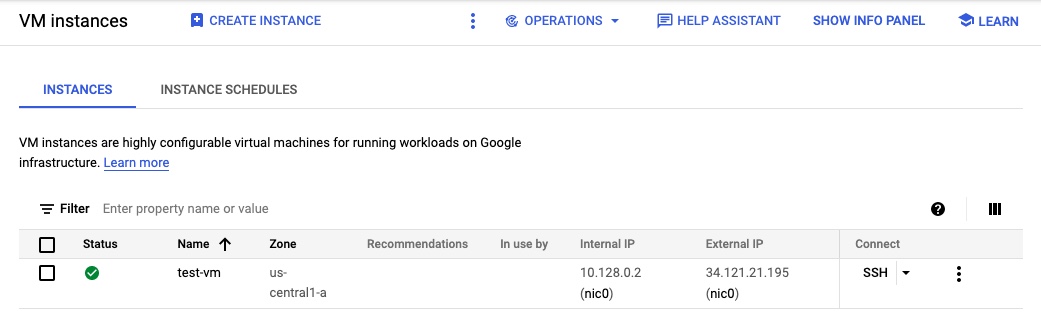 VM instances CREATE INSTANCE OPERATIONS HELP ASSISTANT SHOW INFO PANEL LEARN
INSTANCES INSTANCE SCHEDULES
VM instances are highly configurable virtual machines for running workloads on Google
infrastructure. Learn more
Filter Enter property name or value
Status Name Zone Recommendations In use by Internal IP External IP Connect
test-vm us- 10.128.0.2 34.121.21.195 SSH
central1-a (nic0) (nic0)